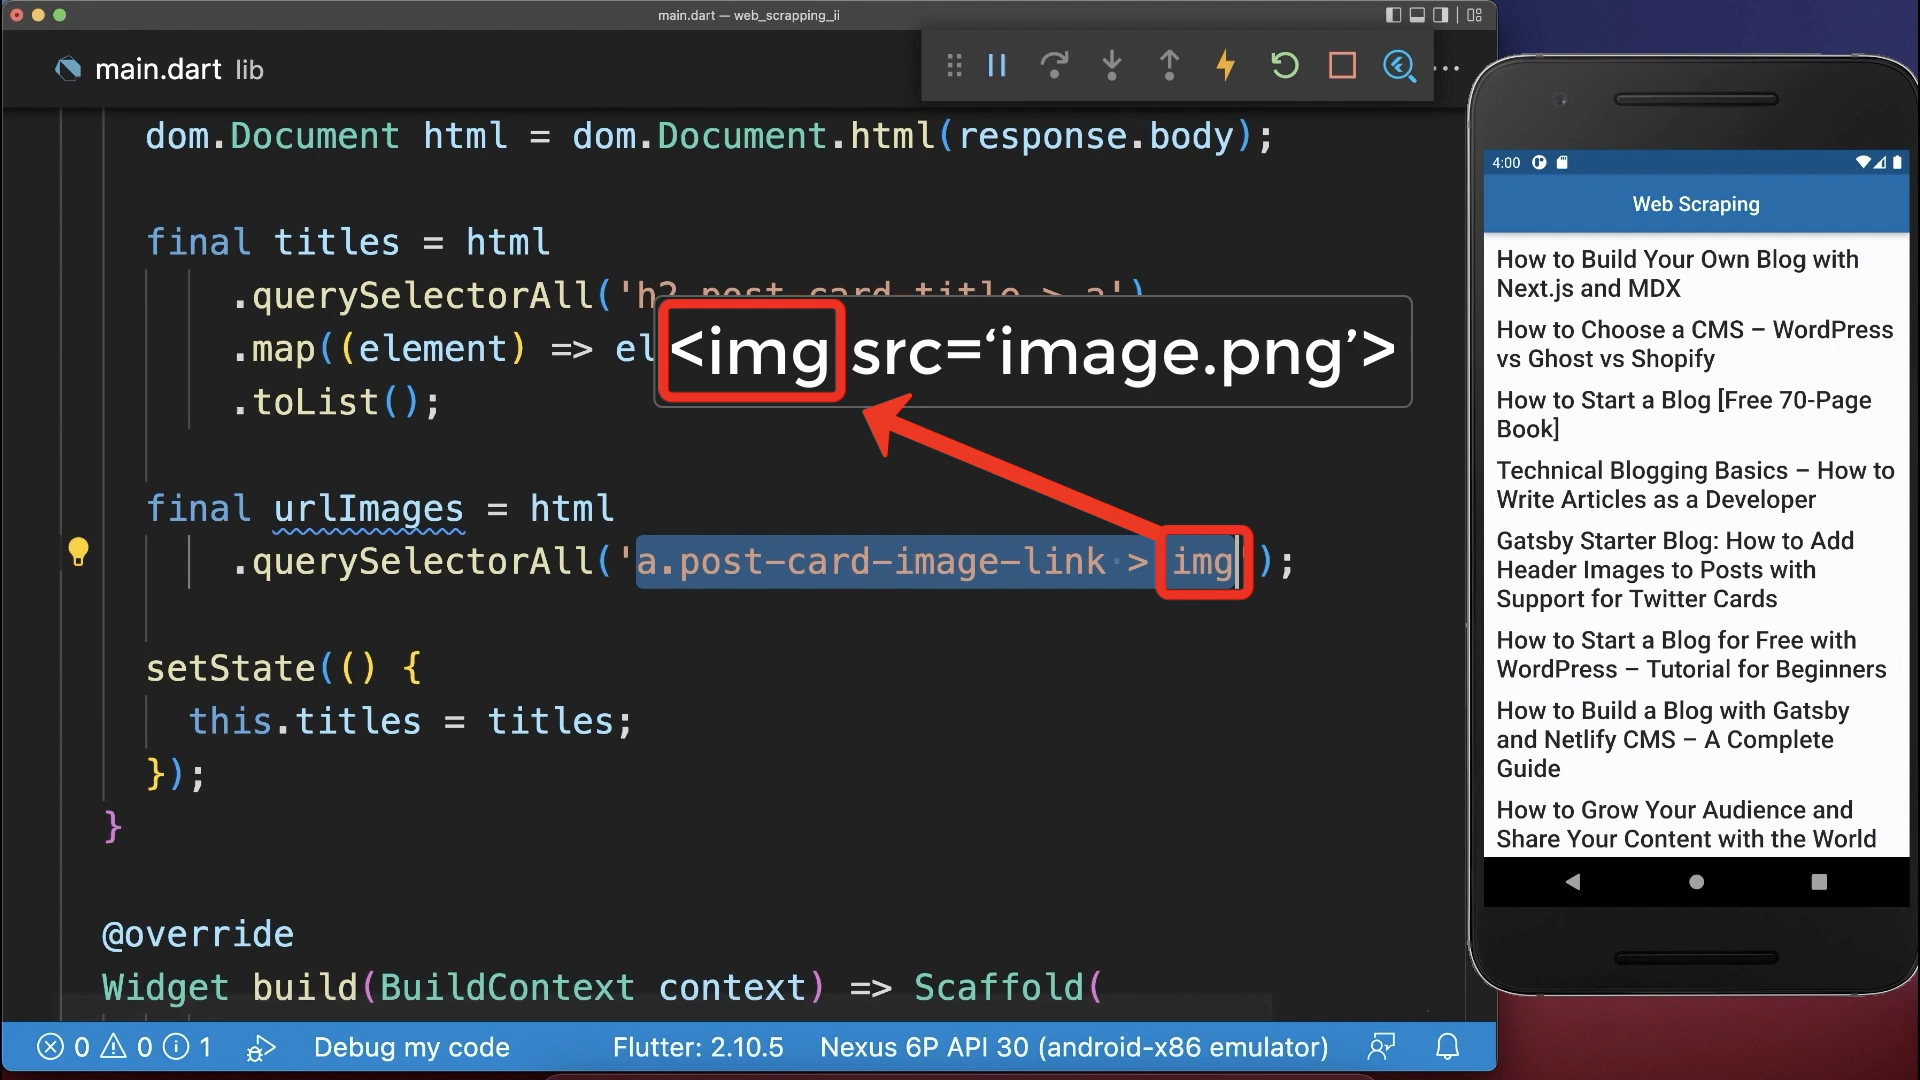 main.dart — web_scrapping_ii
main.dart lib
dom.Document html = dom.Document.html(response.body);
final titles = html
.querySelectorAll('h2.post-card-title > a')
.map((element) => el
.toList();
<img src=‘image.png’>
final urlImages = html
.querySelectorAll('a.post-card-image-link > img');
setState(() {
this.titles = titles;
});
}
@override
Widget build(BuildContext context) => Scaffold(
0 0 1 Debug my code Flutter: 2.10.5 Nexus 6P API 30 (android-x86 emulator)
4:00
Web Scraping
How to Build Your Own Blog with
Next.js and MDX
How to Choose a CMS – WordPress
vs Ghost vs Shopify
How to Start a Blog [Free 70-Page
Book]
Technical Blogging Basics – How to
Write Articles as a Developer
Gatsby Starter Blog: How to Add
Header Images to Posts with
Support for Twitter Cards
How to Start a Blog for Free with
WordPress – Tutorial for Beginners
How to Build a Blog with Gatsby
and Netlify CMS – A Complete
Guide
How to Grow Your Audience and
Share Your Content with the World